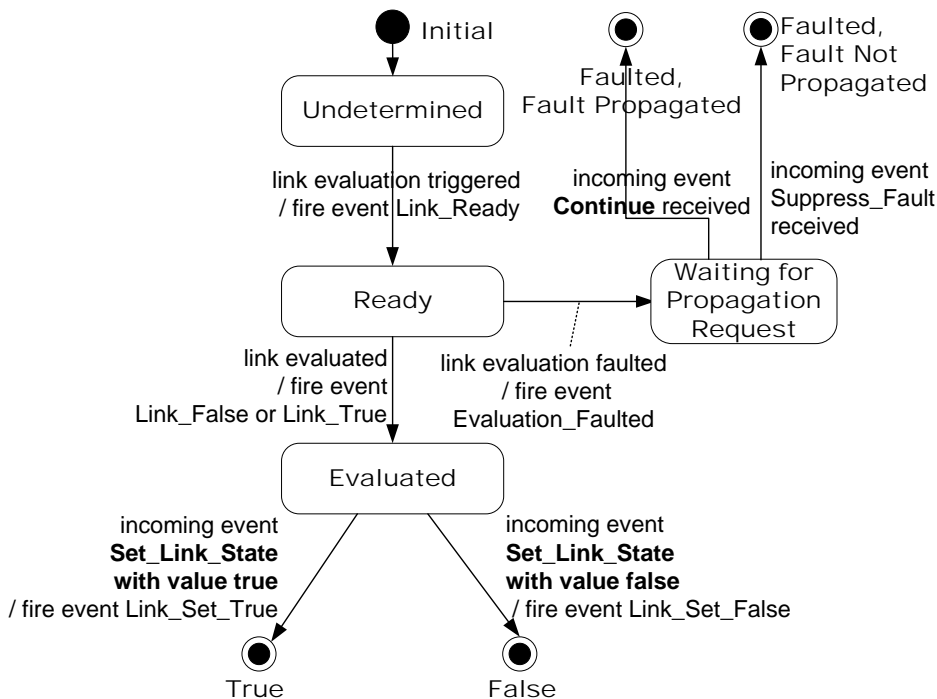 Initial
Faulted,
Fault Propagated
Faulted,
Fault Not
Propagated
Undetermined
link evaluation triggered
/ fire event Link_Ready
incoming event
Continue received
incoming event
Suppress_Fault
received
Ready
Waiting for
Propagation
Request
link evaluated
/ fire event
Link_False or Link_True
link evaluation faulted
/ fire event
Evaluation_Faulted
Evaluated
incoming event
Set_Link_State
with value true
/ fire event Link_Set_True
incoming event
Set_Link_State
with value false
/ fire event Link_Set_False
True
False